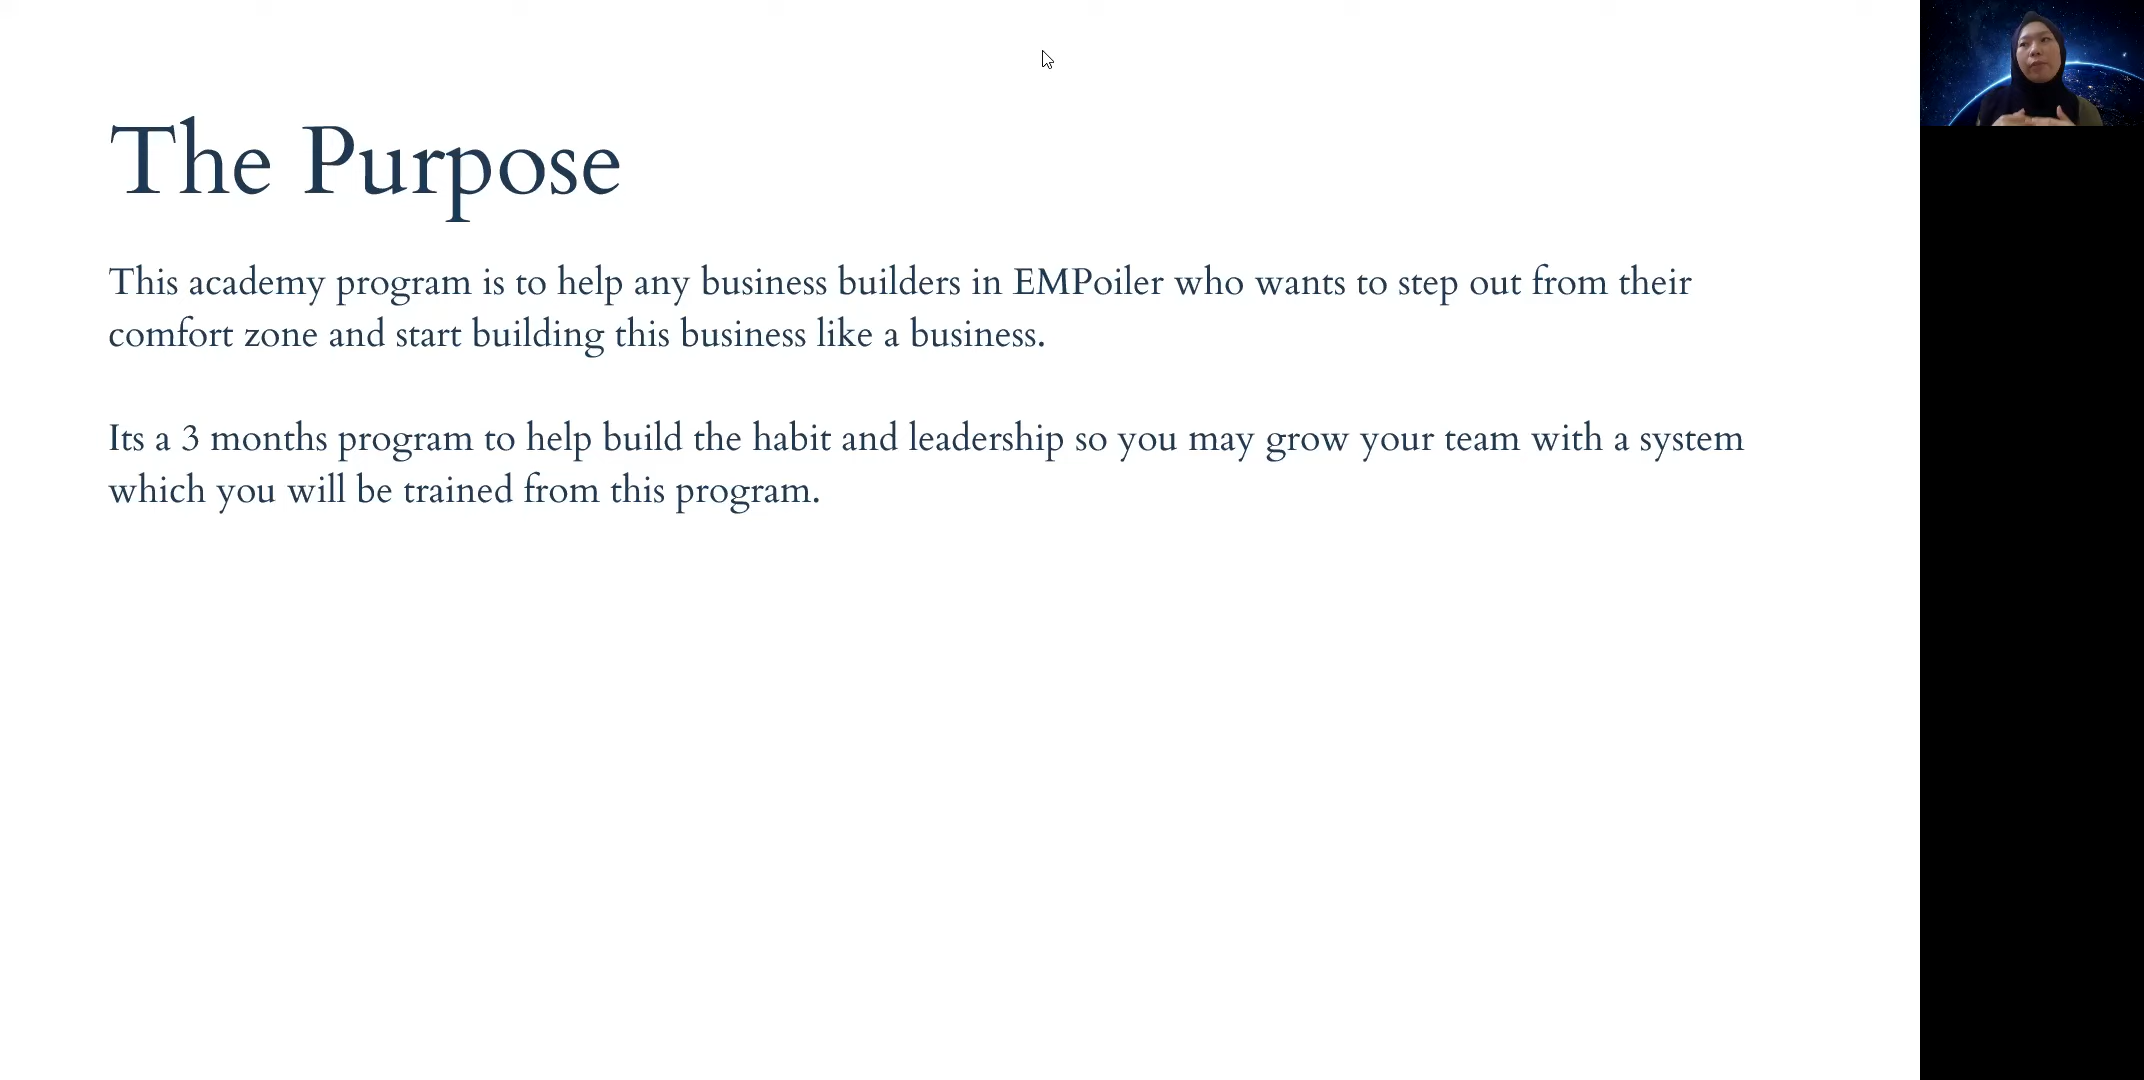 The Purpose
This academy program is to help any business builders in EMPoiler who wants to step out from their
comfort zone and start building this business like a business.
Its a 3 months program to help build the habit and leadership so you may grow your team with a system
which you will be trained from this program.